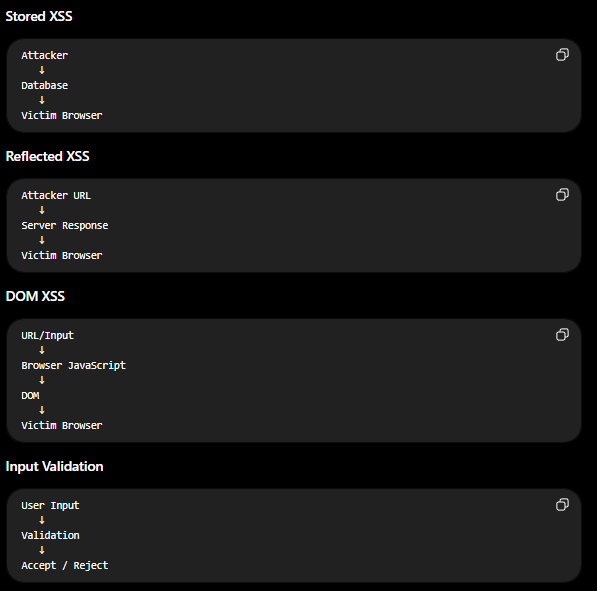 Stored XSS
Attacker
↓
Database
↓
Victim Browser
Reflected XSS
Attacker URL
↓
Server Response
↓
Victim Browser
DOM XSS
URL/Input
↓
Browser JavaScript
↓
DOM
↓
Victim Browser
Input Validation
User Input
↓
Validation
↓
Accept / Reject